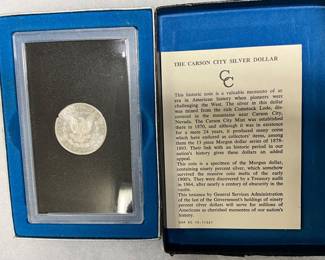 THE CARSON CITY SILVER DOLLAR
CC
This historic coin is a valuable memento of an
era in American history when pioneers were
challenging the West. The silver in this dollar
was mined from the rich Comstock Lode, dis-
covered in the mountains near Carson City,
Nevada. The Carson City Mint was established
there in 1870, and although it was in existence
for a mere 24 years, it produced many coins
which have endured as collectors' items, among
them the 13 piece Morgan dollar series of 1878-
1893. Their link with an historic period in our
nation's history gives these dollars an added
appeal.
This coin is a specimen of the Morgan dollar,
containing ninety percent silver, which somehow
survived the massive coin melts of the early
1900's. They were discovered by a Treasury audit
in 1964, after nearly a century of obscurity in the
vaults.
This tenancy by General Services Administration
of the last of the Government's holdings of ninety
percent silver dollars will serve for millions of
Americans as cherished mementos of our nation's
history.